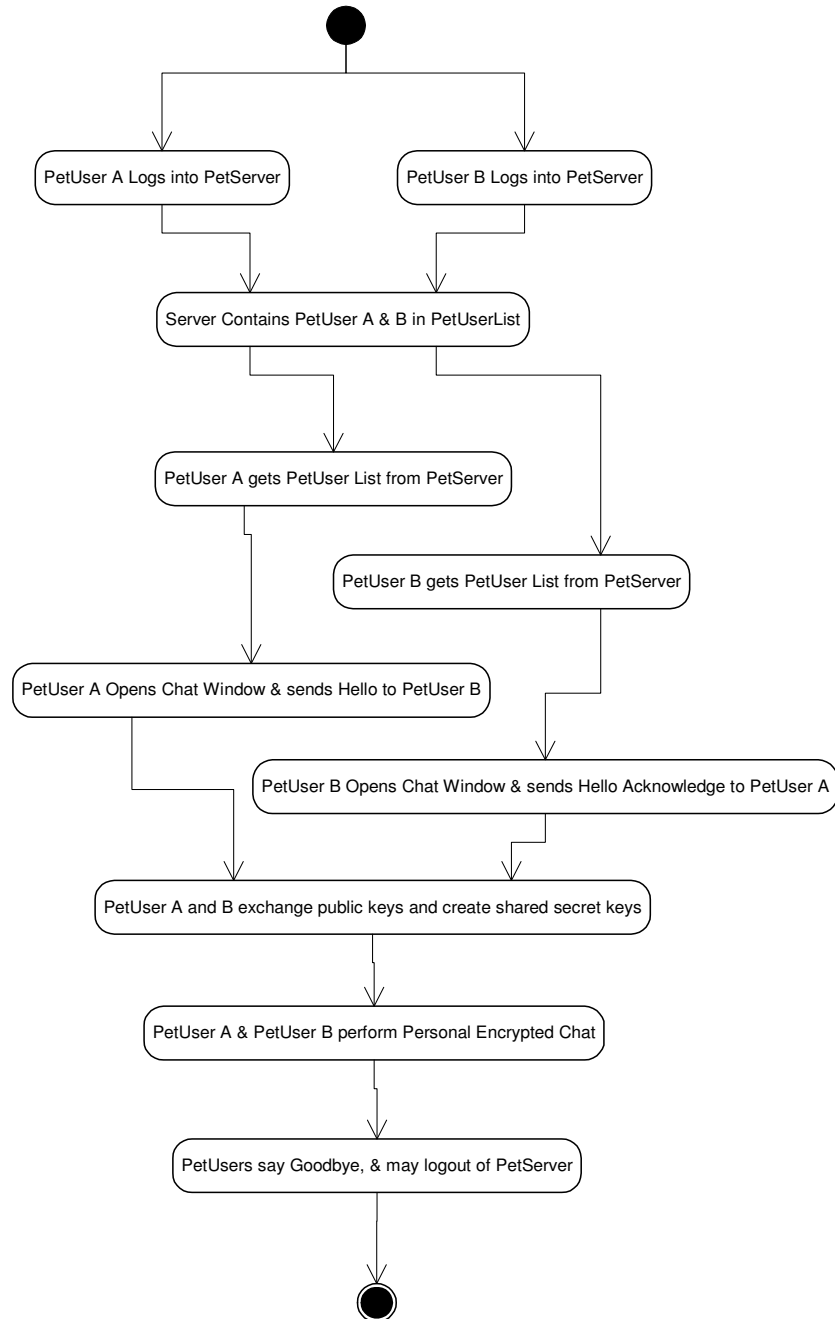 PetUser A Logs into PetServer
PetUser B Logs into PetServer
Server Contains PetUser A & B in PetUserList
PetUser A gets PetUser List from PetServer
PetUser B gets PetUser List from PetServer
PetUser A Opens Chat Window & sends Hello to PetUser B
PetUser B Opens Chat Window & sends Hello Acknowledge to PetUser A
PetUser A and B exchange public keys and create shared secret keys
PetUser A & PetUser B perform Personal Encrypted Chat
PetUsers say Goodbye, & may logout of PetServer